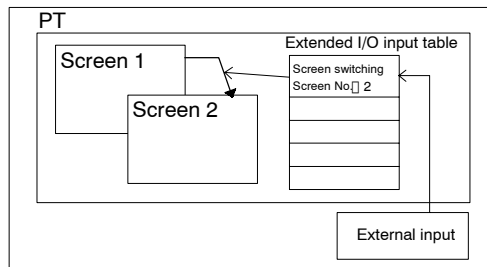 PT
Extended I/O input table
Screen 1
Screen switching
Screen No.▯ 2
Screen 2
External input